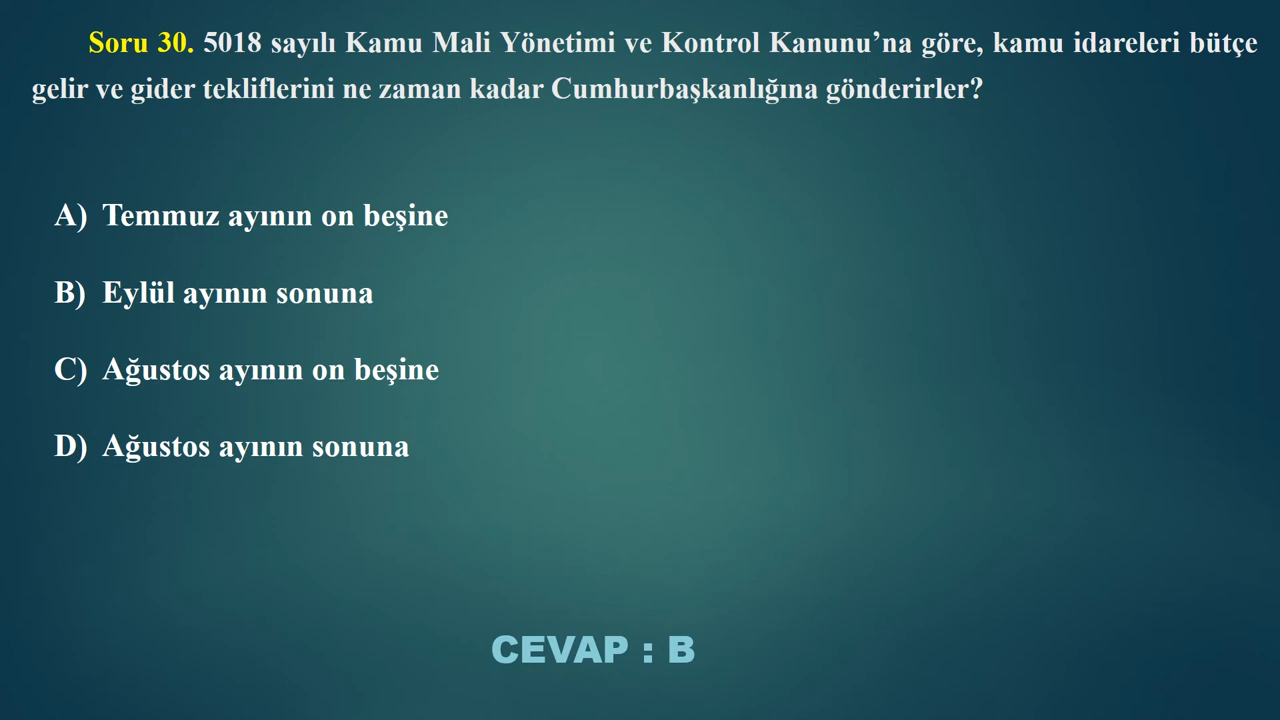 Soru 30. 5018 sayılı Kamu Mali Yönetimi ve Kontrol Kanunu’na göre, kamu idareleri bütçe
gelir ve gider tekliflerini ne zaman kadar Cumhurbaşkanlığına gönderirler?
A) Temmuz ayının on beşine
B) Eylül ayının sonuna
C) Ağustos ayının on beşine
D) Ağustos ayının sonuna
CEVAP : B